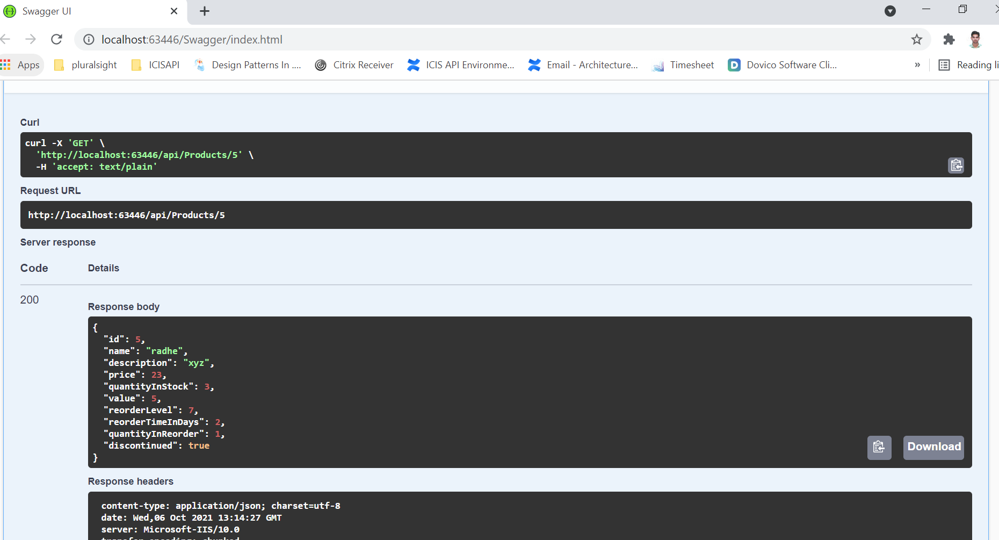 Swagger UI
localhost:63446/Swagger/index.html
Apps pluralsight ICISAPI Design Patterns In .... Citrix Receiver ICIS API Environme... Email - Architecture... Timesheet Dovico Software Cli... » Reading li
Curl
curl -X 'GET' \
'http://localhost:63446/api/Products/5' \
-H 'accept: text/plain'
Request URL
http://localhost:63446/api/Products/5
Server response
Code Details
200
Response body
{
"id": 5,
"name": "radhe",
"description": "xyz",
"price": 23,
"quantityInStock": 3,
"value": 5,
"reorderLevel": 7,
"reorderTimeInDays": 2,
"quantityInReorder": 1,
"discontinued": true
}
Download
Response headers
content-type: application/json; charset=utf-8
date: Wed,06 Oct 2021 13:14:27 GMT
server: Microsoft-IIS/10.0
transfer-encoding: chunked